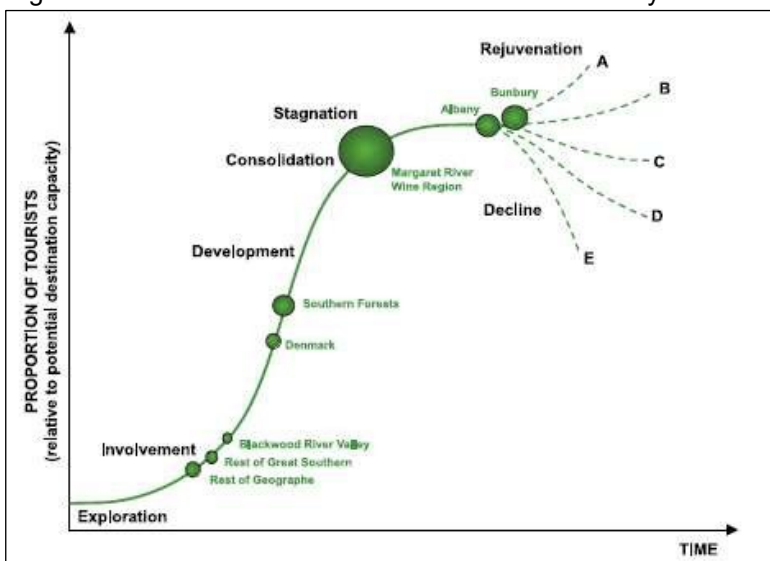 Rejuvenation
A
Bunbury
B
Albany
Stagnation
Consolidation
C
Margaret River
Wine Region
Decline
D
E
Development
Southern Forests
Denmark
Blackwood River Valley
Involvement
Rest of Great Southern
Rest of Geographe
Exploration
TIME
PROPORTION OF TOURISTS
(relative to potential destination capacity)